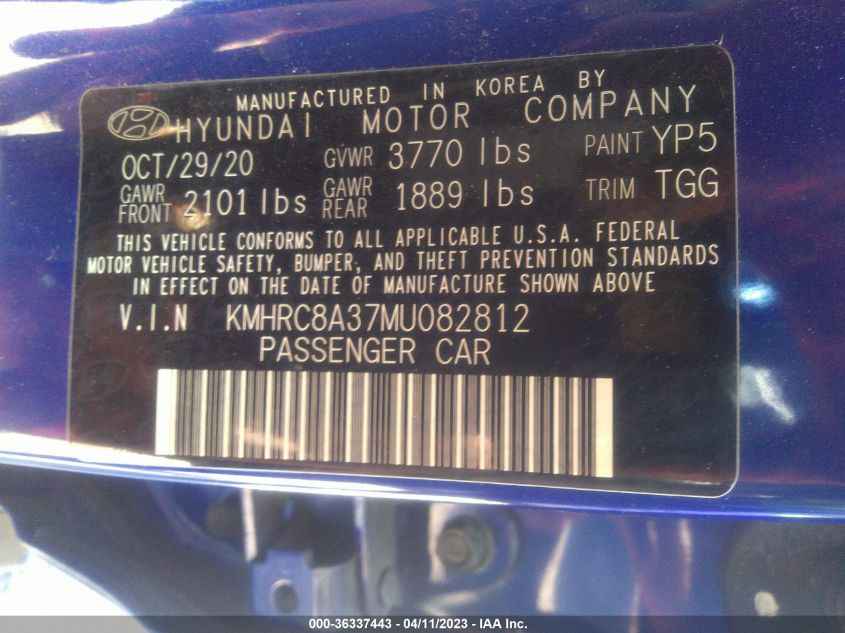 MANUFACTURED IN KOREA BY
HYUNDAI MOTOR COMPANY
OCT/29/20 GVWR 3770 lbs PAINT YP5
GAWR FRONT 2101 lbs GAWR REAR 1889 lbs TRIM TGG
THIS VEHICLE CONFORMS TO ALL APPLICABLE U.S.A. FEDERAL
MOTOR VEHICLE SAFETY, BUMPER, AND THEFT PREVENTION STANDARDS
IN EFFECT ON THE DATE OF MANUFACTURE SHOWN ABOVE
V.I.N KMHRC8A37MU082812
PASSENGER CAR
000-36337443 - 04/11/2023 - IAA Inc.